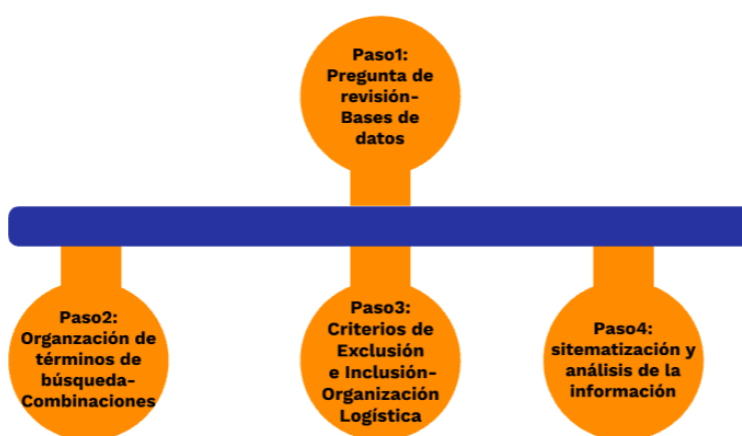 Paso1:
Pregunta de
revisión-
Bases de
datos
Paso2:
Organzación de
términos de
búsqueda-
Combinaciones
Paso3:
Criterios de
Exclusión
e Inclusión-
Organización
Logística
Paso4:
sitematización y
análisis de la
información